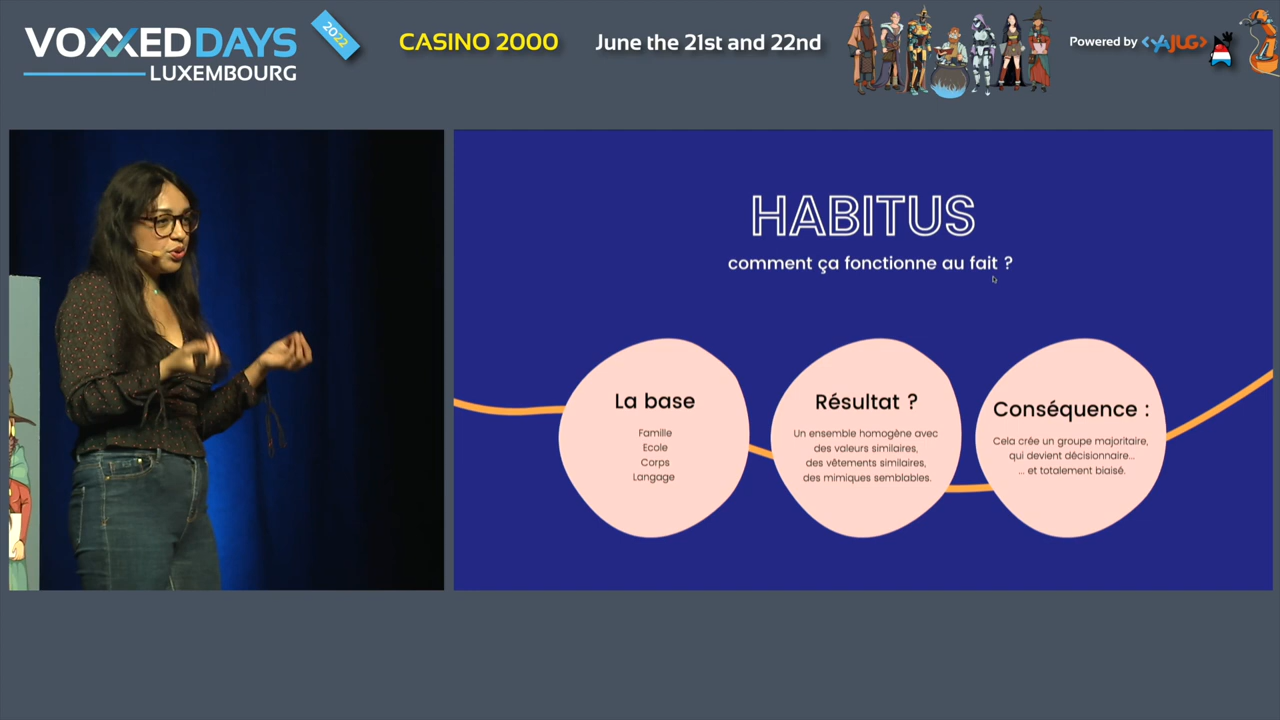 VOXXEDDAYS
LUXEMBOURG
2022
CASINO 2000
June the 21st and 22nd
Powered by <YAJUG>
HABITUS
comment ça fonctionne au fait ?
La base
Famille
Ecole
Corps
Langage
Résultat ?
Un ensemble homogène avec
des valeurs similaires,
des vêtements similaires,
des mimiques semblables.
Conséquence :
Cela crée un groupe majoritaire,
qui devient décisionnaire...
... et totalement biaisé.